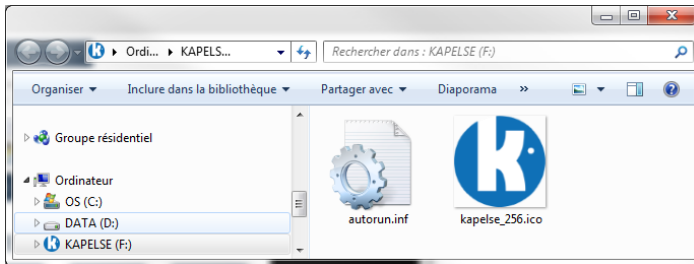 Ordi... ▸ KAPELS...
Rechercher dans : KAPELSE (F:)
Organiser
Inclure dans la bibliothèque
Partager avec
Diaporama
»
Groupe résidentiel
Ordinateur
OS (C:)
DATA (D:)
KAPELSE (F:)
autorun.inf
kapelse_256.ico